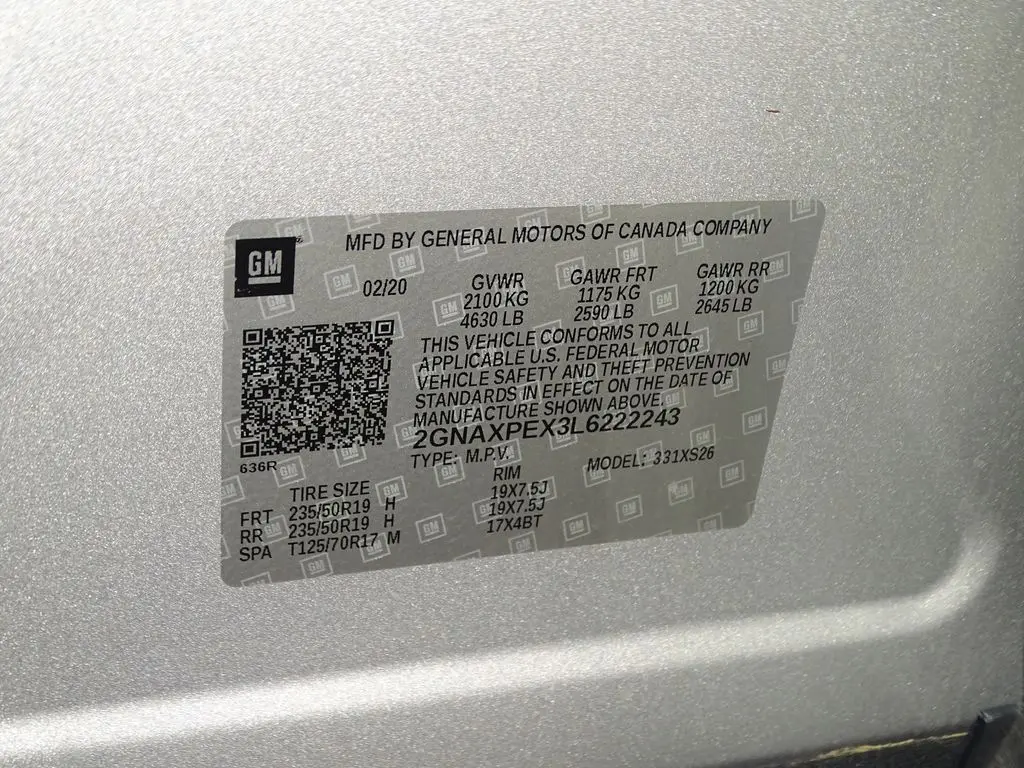 GM
MFD BY GENERAL MOTORS OF CANADA COMPANY
02/20 GVWR GAWR FRT GAWR RR
2100 KG 1175 KG 1200 KG
4630 LB 2590 LB 2645 LB
THIS VEHICLE CONFORMS TO ALL
APPLICABLE U.S. FEDERAL MOTOR
VEHICLE SAFETY AND THEFT PREVENTION
STANDARDS IN EFFECT ON THE DATE OF
MANUFACTURE SHOWN ABOVE.
2GNAXPEX3L6222243
636R TYPE: M.P.V. MODEL: 331XS26
TIRE SIZE RIM
FRT 235/50R19 H 19X7.5J
RR 235/50R19 H 19X7.5J
SPA T125/70R17 M 17X4BT